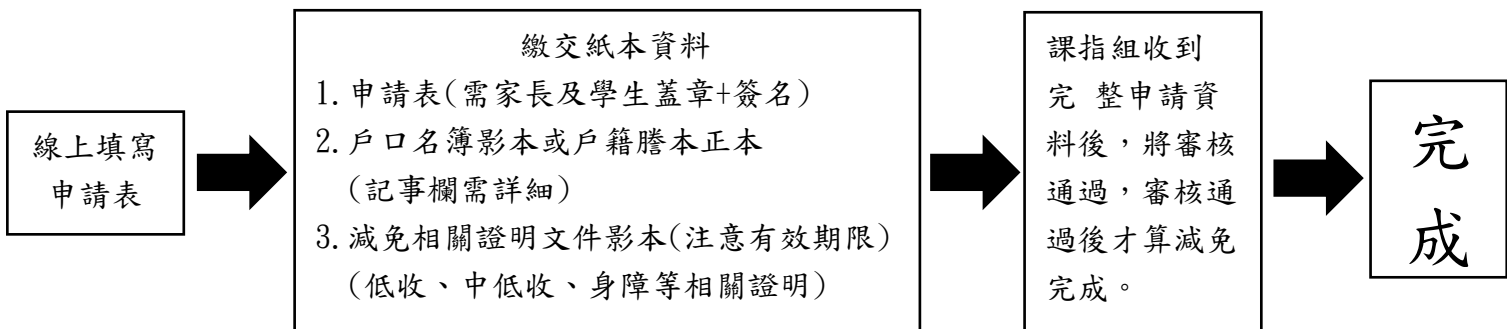 線上填寫
申請表
繳交紙本資料
1.申請表(需家長及學生蓋章+簽名)
2.戶口名簿影本或戶籍謄本正本
(記事欄需詳細)
3.減免相關證明文件影本(注意有效期限)
(低收、中低收、身障等相關證明)
課指組收到
完 整申請資
料後，將審核
通過，審核通
過後才算減免
完成。
完
成